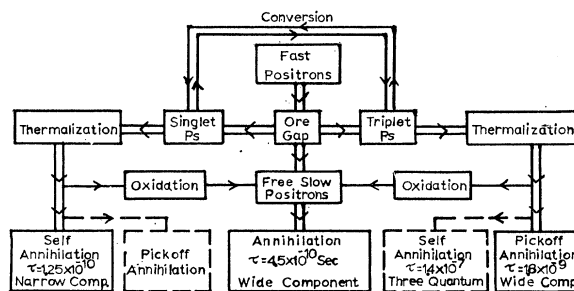 Conversion
Fast
Positrons
Thermalization
Singlet
Ps
Ore
Gap
Triplet
Ps
Thermalization
Oxidation
Free Slow
Positrons
Oxidation
Self
Annihilation
τ=1.25x10⁻¹⁰
Narrow Comp.
Pickoff
Annihilation
Annihilation
τ=4.5x10⁻¹⁰ Sec
Wide Component
Self
Annihilation
τ=1.4x10⁻⁷
Three Quantum
Pickoff
Annihilation
τ=1.8x10⁻⁹
Wide Comp